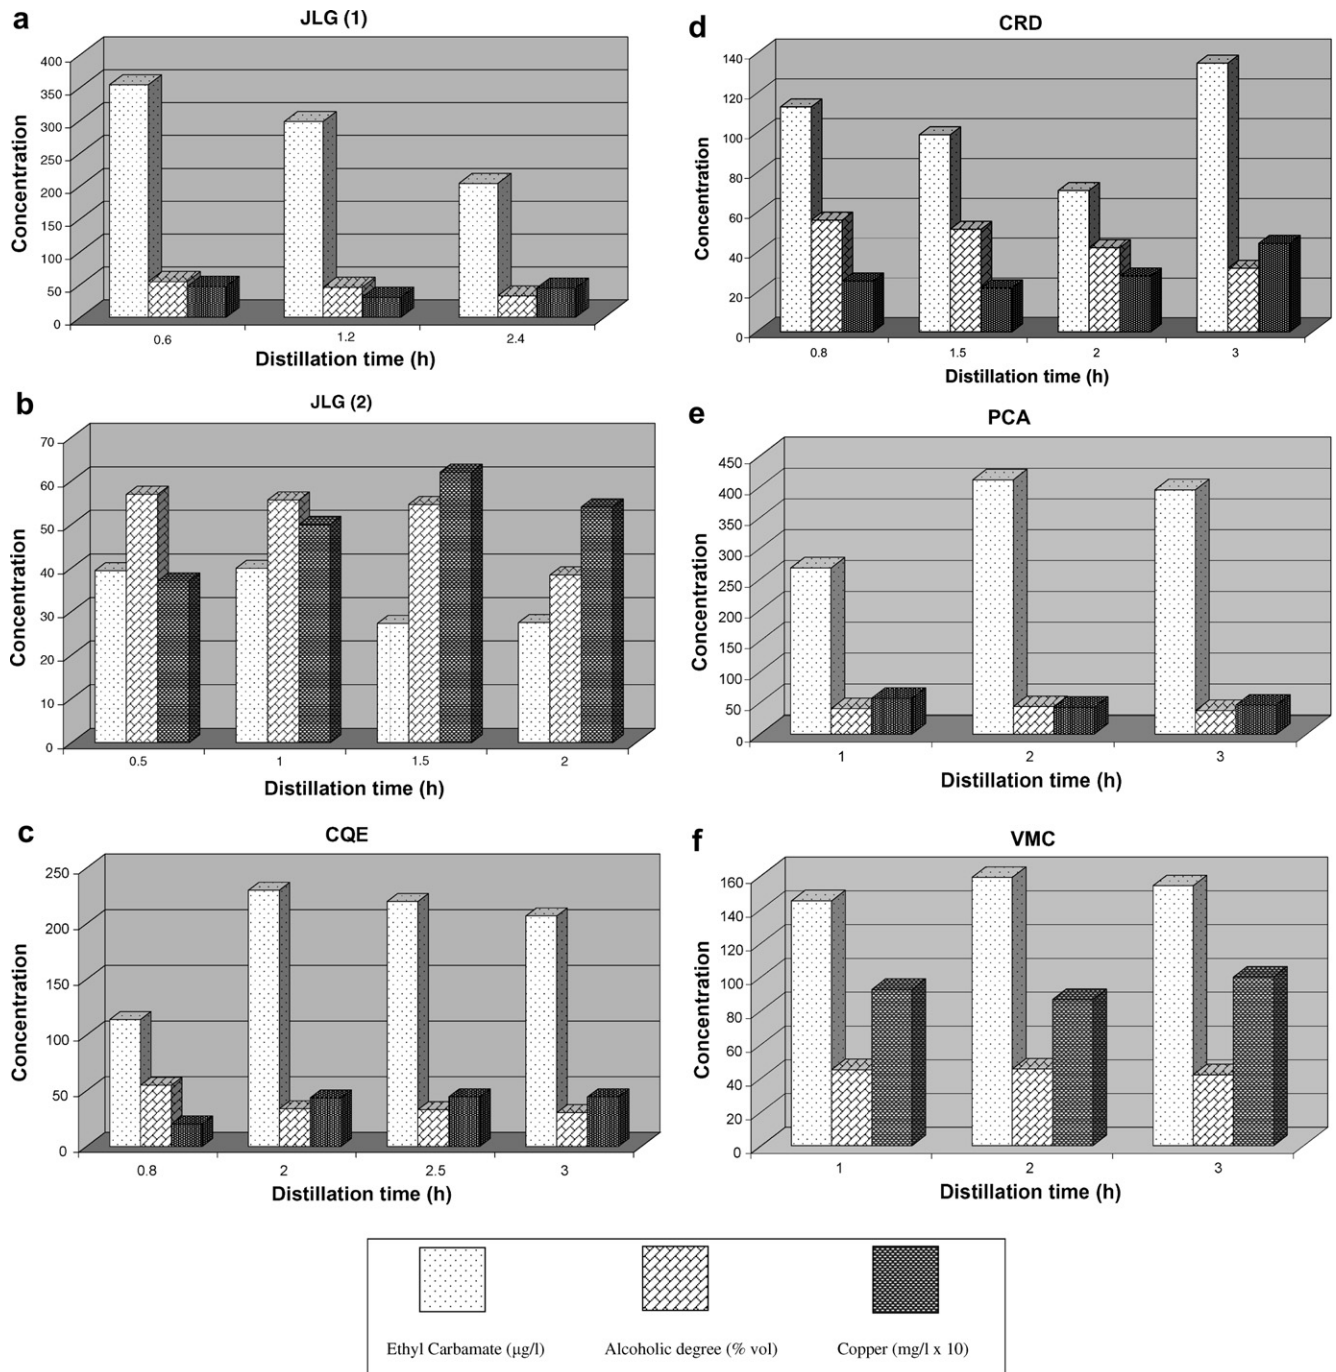 a
JLG (1)
Concentration
400
350
300
250
200
150
100
50
0
0.6
1.2
2.4
Distillation time (h)
b
JLG (2)
Concentration
70
60
50
40
30
20
10
0
0.5
1
1.5
2
Distillation time (h)
c
CQE
Concentration
250
200
150
100
50
0
0.8
2
2.5
3
Distillation time (h)
d
CRD
Concentration
140
120
100
80
60
40
20
0
0.8
1.5
2
3
Distillation time (h)
e
PCA
Concentration
450
400
350
300
250
200
150
100
50
0
1
2
3
Distillation time (h)
f
VMC
Concentration
160
140
120
100
80
60
40
20
0
1
2
3
Distillation time (h)
Ethyl Carbamate (µg/l)
Alcoholic degree (% vol)
Copper (mg/l x 10)